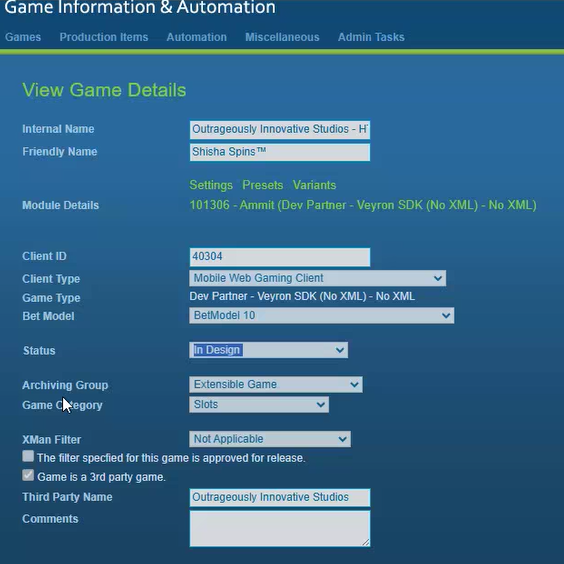 Game Information & Automation
Games Production Items Automation Miscellaneous Admin Tasks
View Game Details
Internal Name Outrageously Innovative Studios - H
Friendly Name Shisha Spins™
Settings Presets Variants
Module Details 101306 - Ammit (Dev Partner - Veyron SDK (No XML) - No XML)
Client ID 40304
Client Type Mobile Web Gaming Client
Game Type Dev Partner - Veyron SDK (No XML) - No XML
Bet Model BetModel 10
Status In Design
Archiving Group Extensible Game
Game Category Slots
XMan Filter Not Applicable
The filter specfied for this game is approved for release.
Game is a 3rd party game.
Third Party Name Outrageously Innovative Studios
Comments